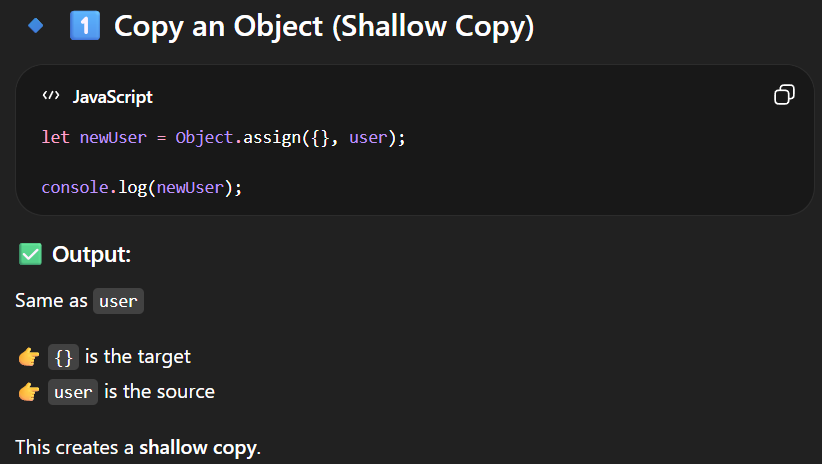 🔹 1️⃣ Copy an Object (Shallow Copy)
</> JavaScript
let newUser = Object.assign({}, user);
console.log(newUser);
✅ Output:
Same as user
👉 {} is the target
👉 user is the source
This creates a shallow copy.